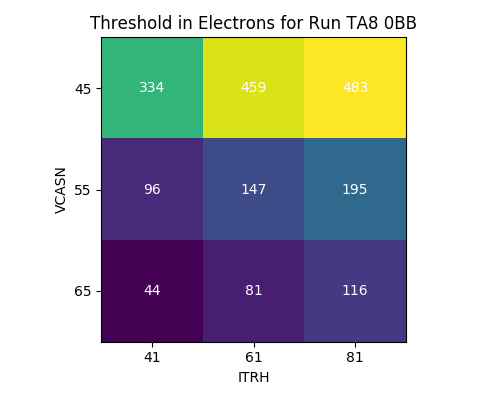 Threshold in Electrons for Run TA8 0BB
45 334 459 483
VCASN
55 96 147 195
65 44 81 116
41 61 81
ITRH